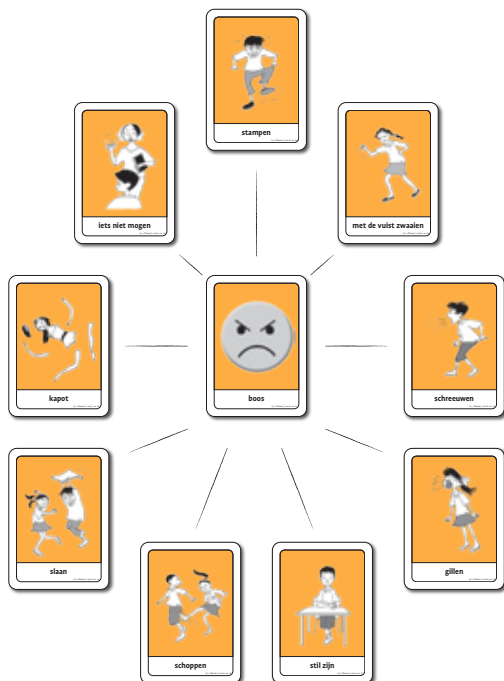 stampen
iets niet mogen
met de vuist zwaaien
kapot
boos
schreeuwen
slaan
gillen
schoppen
stil zijn